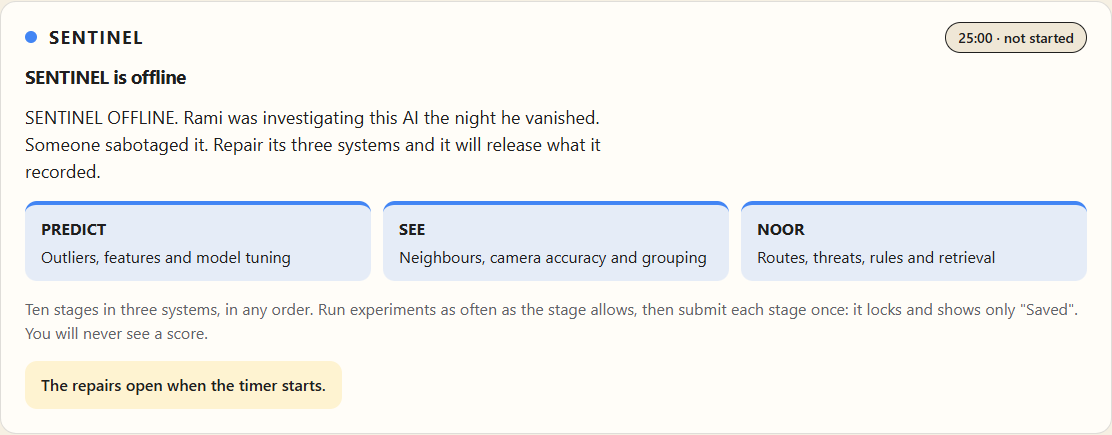 SENTINEL
25:00 · not started
SENTINEL is offline
SENTINEL OFFLINE. Rami was investigating this AI the night he vanished.
Someone sabotaged it. Repair its three systems and it will release what it
recorded.
PREDICT
Outliers, features and model tuning
SEE
Neighbours, camera accuracy and grouping
NOOR
Routes, threats, rules and retrieval
Ten stages in three systems, in any order. Run experiments as often as the stage allows, then submit each stage once: it locks and shows only "Saved".
You will never see a score.
The repairs open when the timer starts.